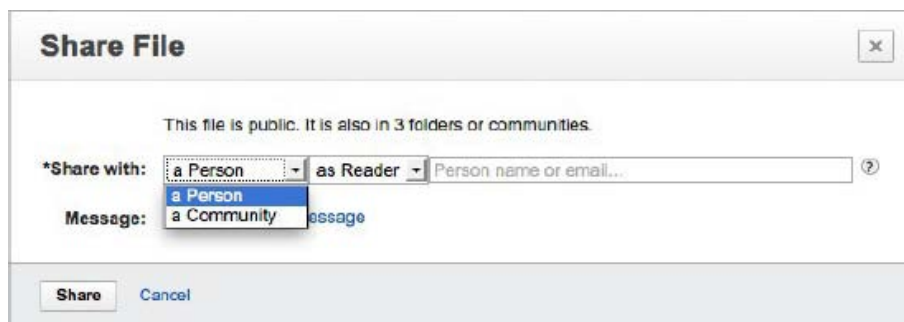 Share File
×
This file is public. It is also in 3 folders or communities.
*Share with: a Person as Reader Person name or email... ?
a Person
Message: a Community essage
Share Cancel